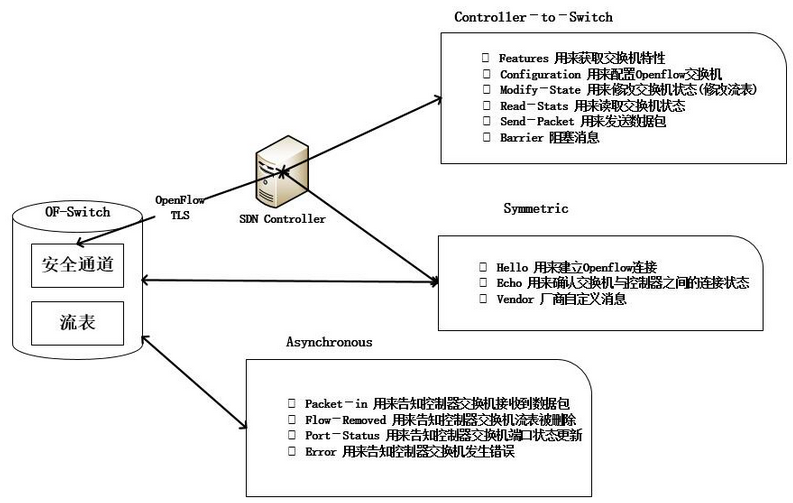 Controller-to-Switch
Features 用来获取交换机特性
Configuration 用来配置Openflow交换机
Modify-State 用来修改交换机状态(修改流表)
Read-Stats 用来读取交换机状态
Send-Packet 用来发送数据包
Barrier 阻塞消息
OpenFlow
TLS
SDN Controller
OF-Switch
安全通道
流表
Symmetric
Hello 用来建立Openflow连接
Echo 用来确认交换机与控制器之间的连接状态
Vendor 厂商自定义消息
Asynchronous
Packet-in 用来告知控制器交换机接收到数据包
Flow-Removed 用来告知控制器交换机流表被删除
Port-Status 用来告知控制器交换机端口状态更新
Error 用来告知控制器交换机发生错误